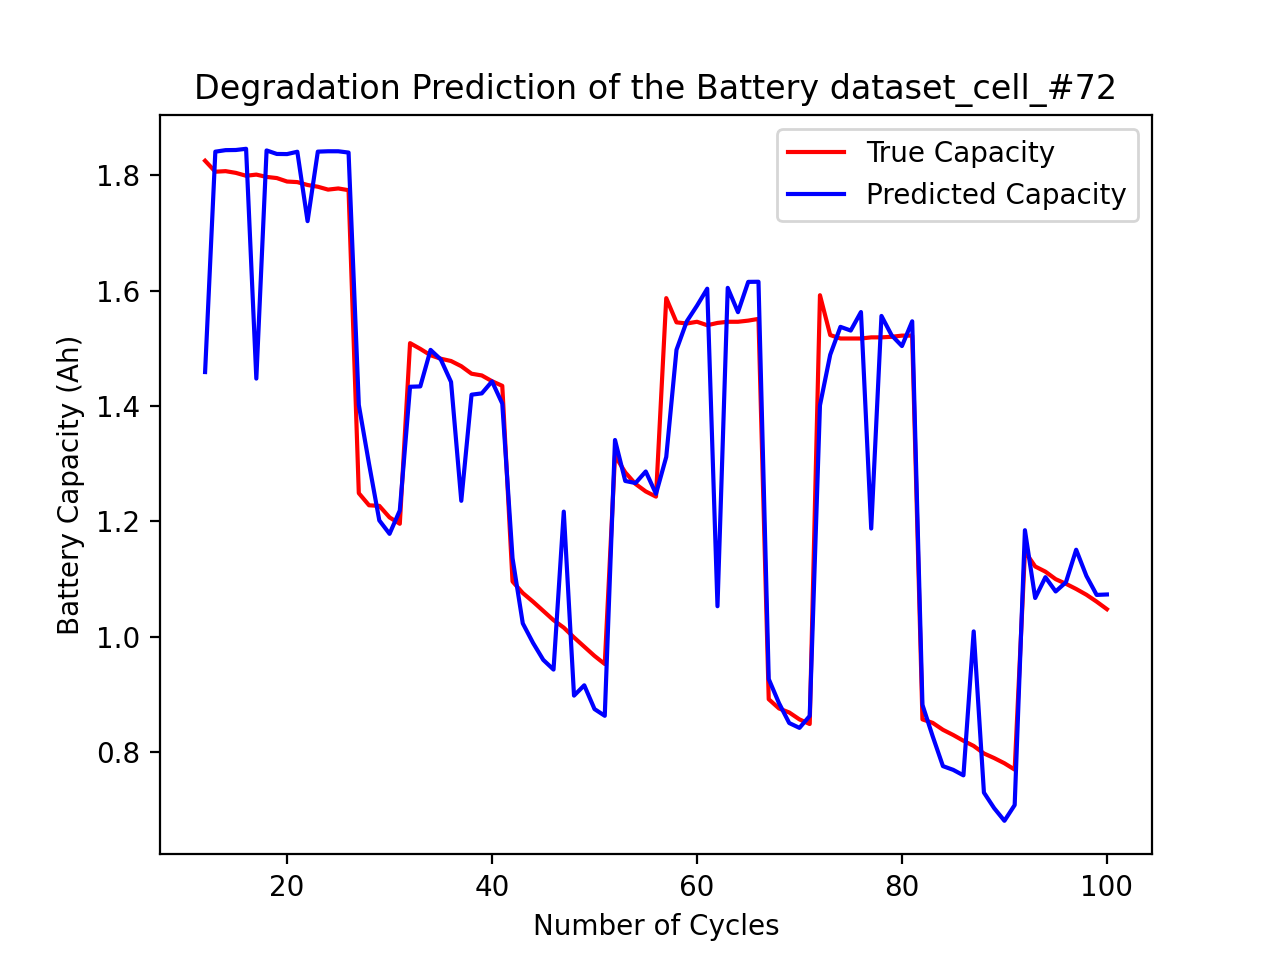 Degradation Prediction of the Battery dataset_cell_#72
True Capacity
Predicted Capacity
Battery Capacity (Ah)
1.8
1.6
1.4
1.2
1.0
0.8
20 40 60 80 100
Number of Cycles